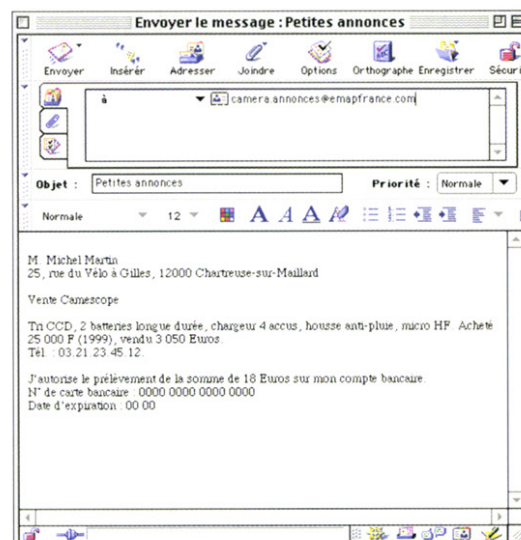 Envoyer le message : Petites annonces
Envoyer Insérér Adresser Joindre Options Orthographe Enregistrer Sécuri
à camera.annonces@emapfrance.com
Objet : Petites annonces Priorité : Normale
Normale 12 A A A
M. Michel Martin
25, rue du Vélo à Gilles, 12000 Chartreuse-sur-Maillard
Vente Camescope
Tri CCD, 2 batteries longue durée, chargeur 4 accus, housse anti-pluie, micro HF. Acheté
25 000 F (1999), vendu 3 050 Euros.
Tél. : 03.21.23.45.12.
J'autorise le prélèvement de la somme de 18 Euros sur mon compte bancaire.
N° de carte bancaire : 0000 0000 0000 0000
Date d'expiration : 00 00